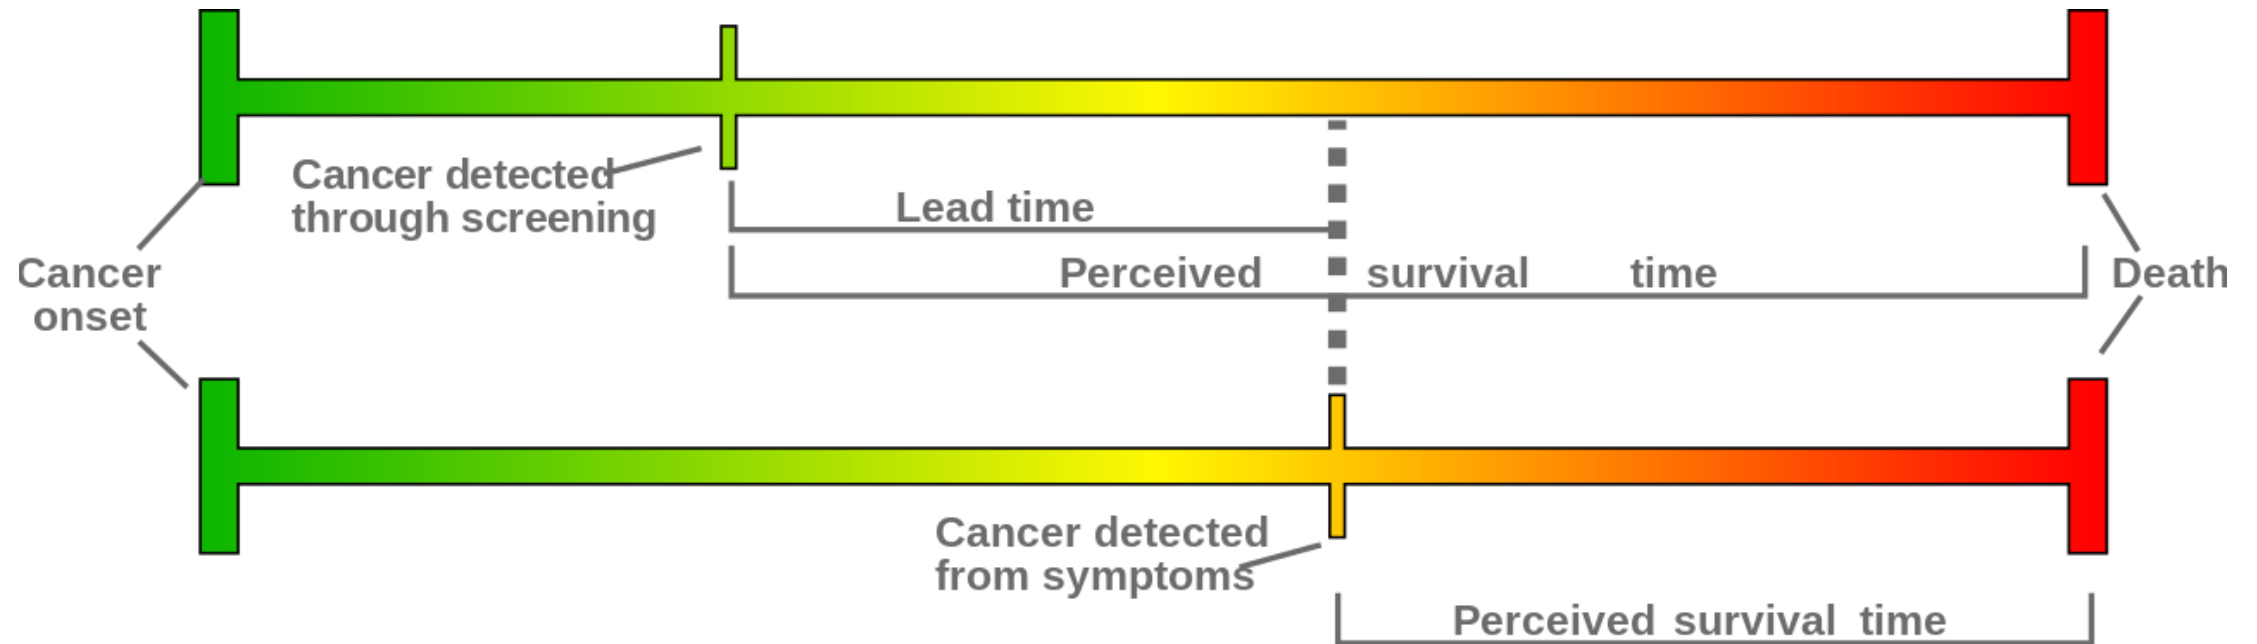 Cancer detected
through screening
Lead time
Perceived survival time
Cancer
onset
Death
Cancer detected
from symptoms
Perceived survival time